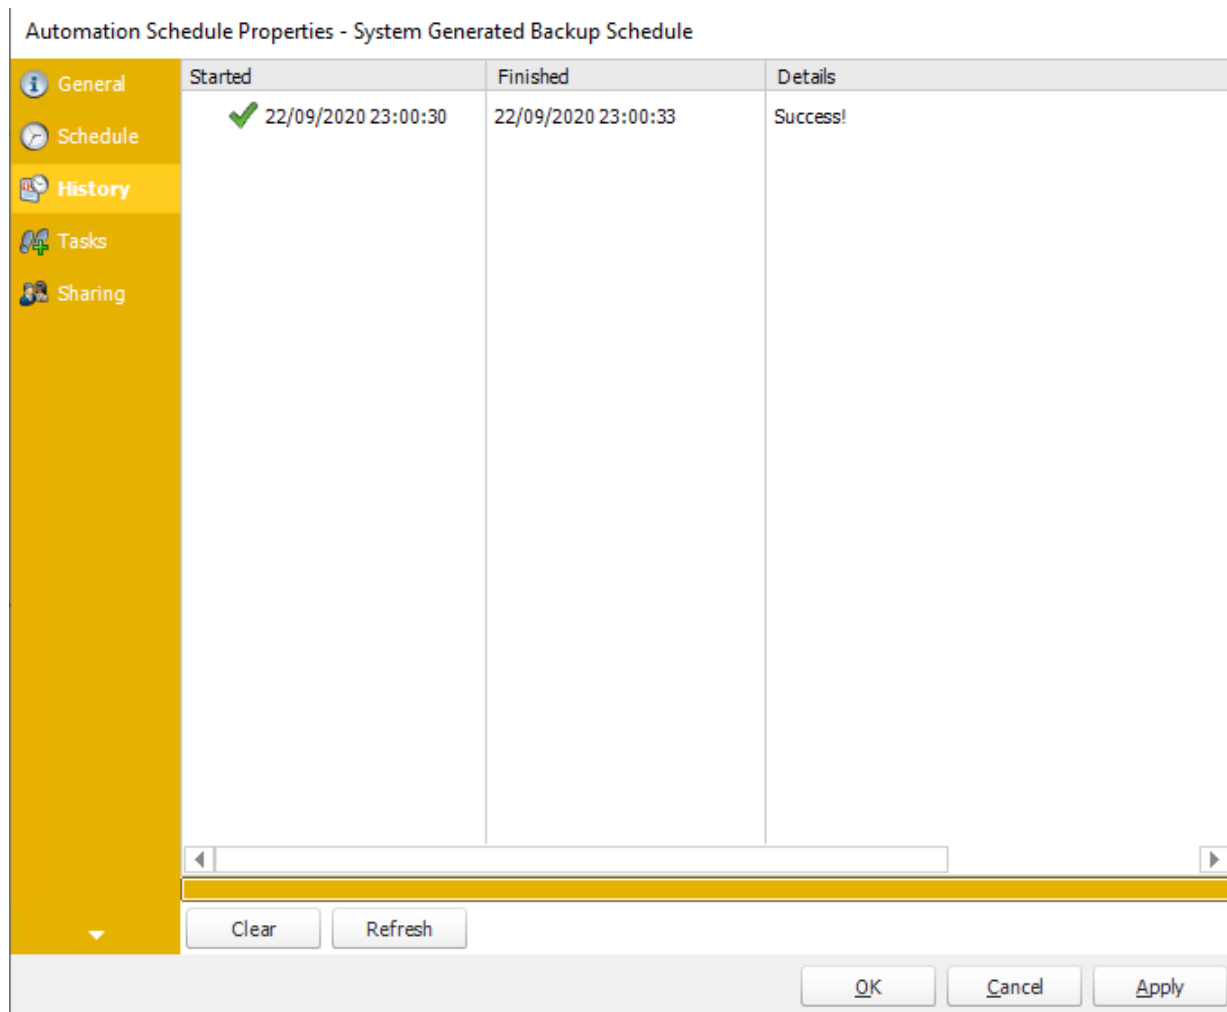 Automation Schedule Properties - System Generated Backup Schedule
General
Schedule
History
Tasks
Sharing
Started Finished Details
22/09/2020 23:00:30 22/09/2020 23:00:33 Success!
Clear Refresh
OK Cancel Apply